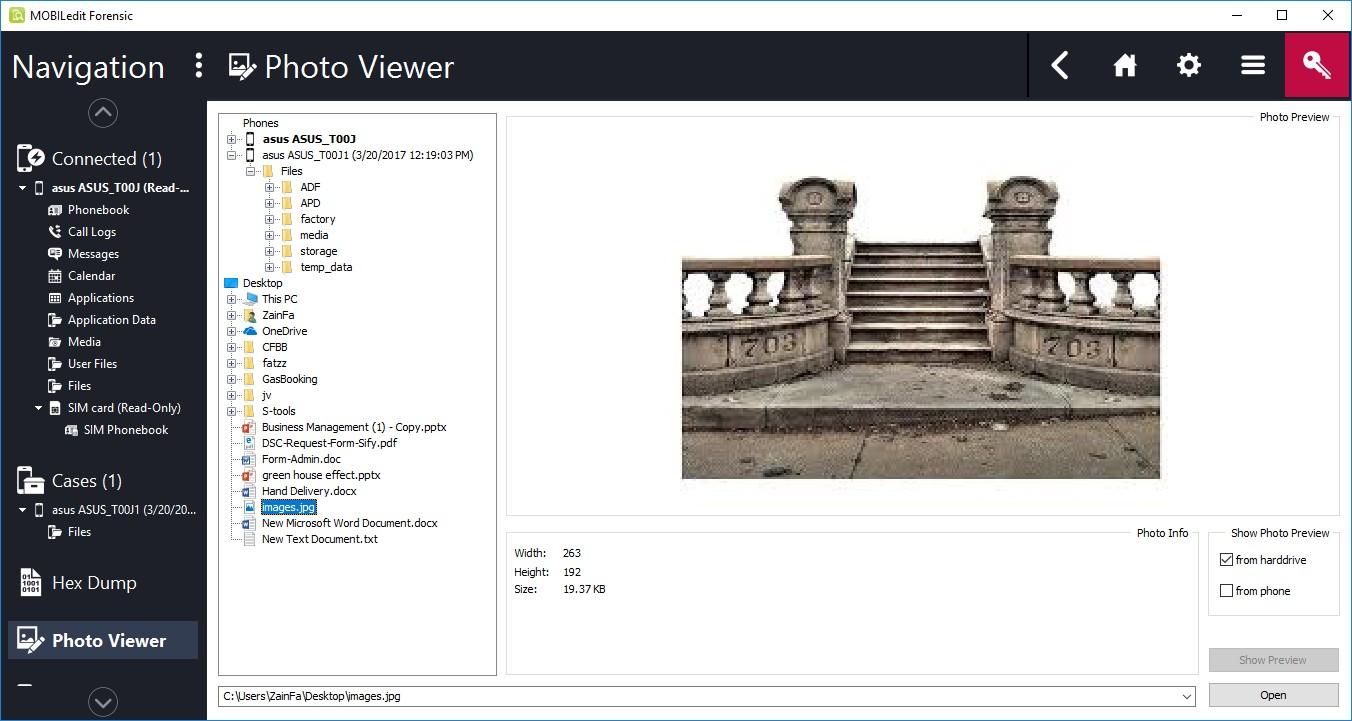 MOBILedit Forensic
Navigation
Photo Viewer
Connected (1)
asus ASUS_T00J (Read-...
Phonebook
Call Logs
Messages
Calendar
Applications
Application Data
Media
User Files
Files
SIM card (Read-Only)
SIM Phonebook
Cases (1)
asus ASUS_T00J1 (3/20/20...
Files
Hex Dump
Photo Viewer
Phones
asus ASUS_T00J
asus ASUS_T00J1 (3/20/2017 12:19:03 PM)
Files
ADF
APD
factory
media
storage
temp_data
Desktop
This PC
ZainFa
OneDrive
CFBB
fatzz
GasBooking
jv
S-tools
Business Management (1) - Copy.pptx
DSC-Request-Form-Sify.pdf
Form-Admin.doc
green house effect.pptx
Hand Delivery.docx
images.jpg
New Microsoft Word Document.docx
New Text Document.txt
C:\Users\ZainFa\Desktop\images.jpg
Photo Preview
703
703
Photo Info
Width: 263
Height: 192
Size: 19.37 KB
Show Photo Preview
from harddrive
from phone
Show Preview
Open